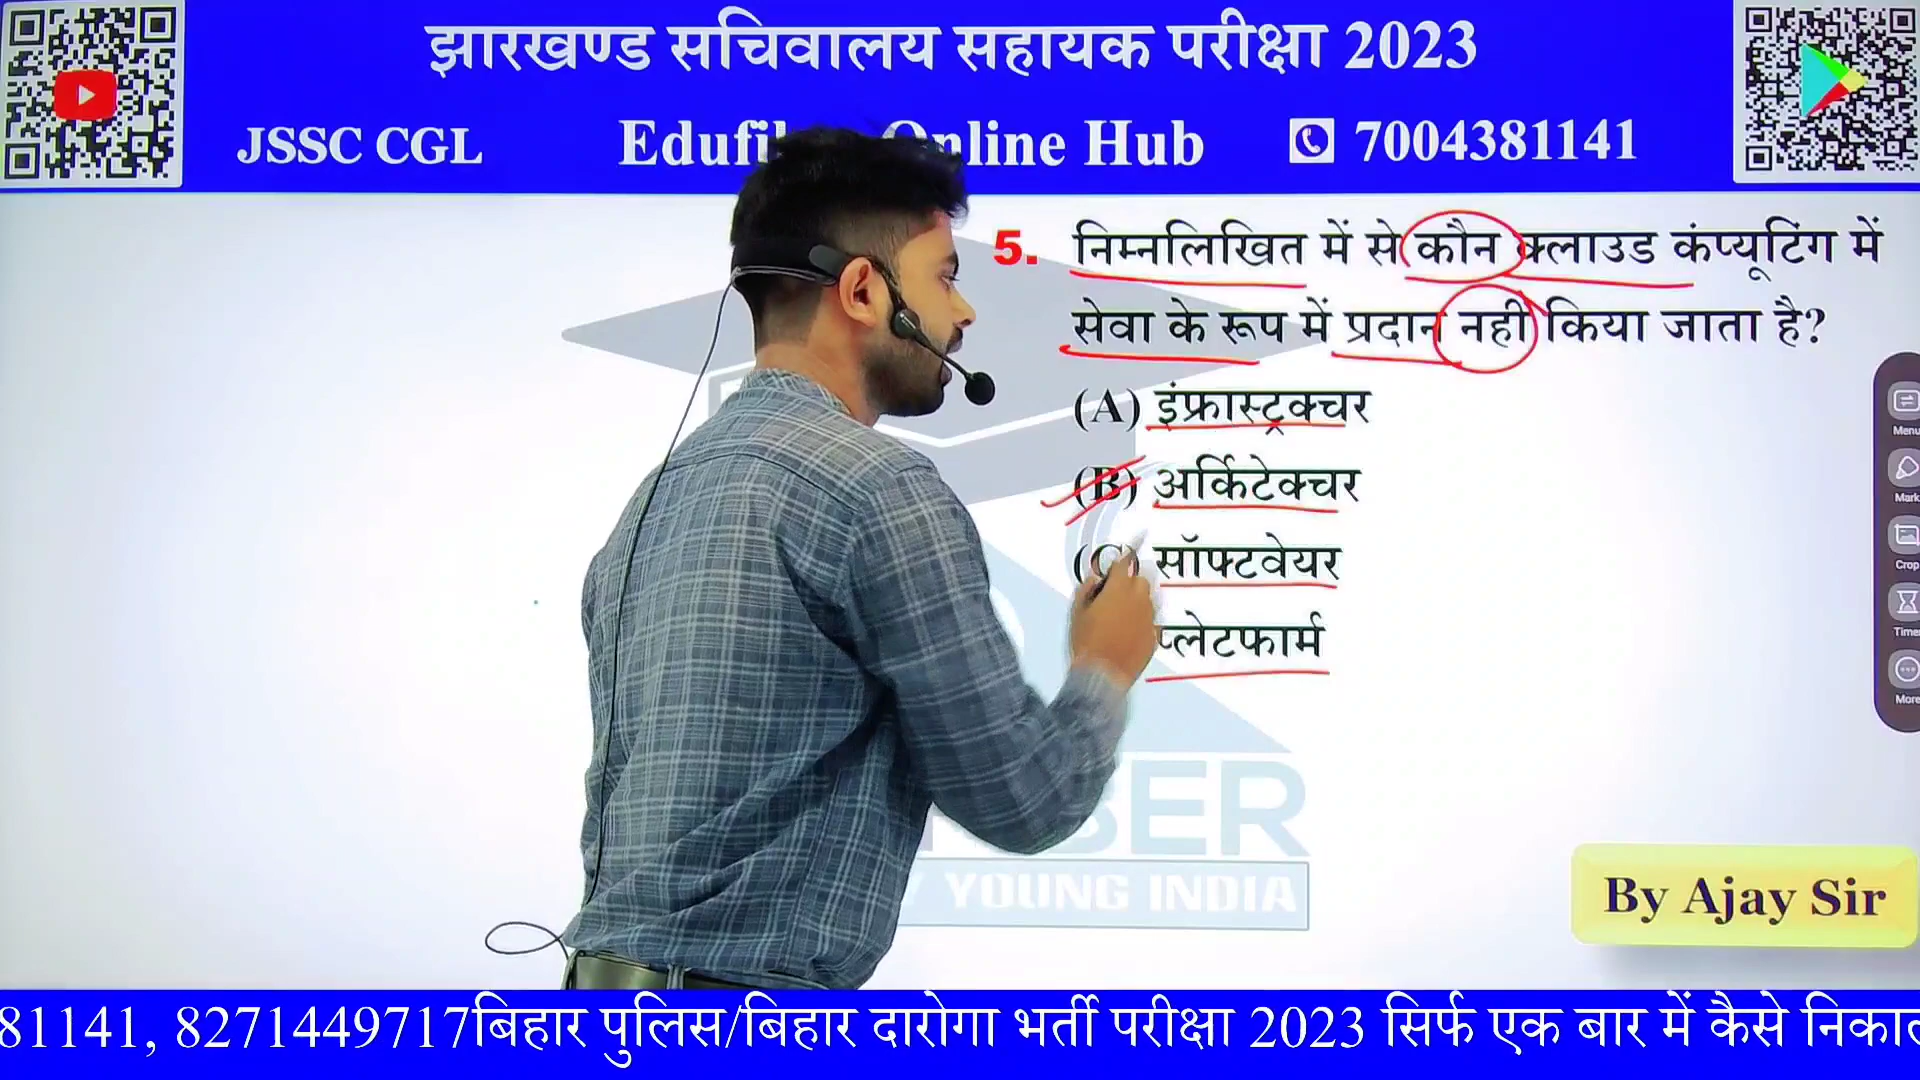 झारखण्ड सचिवालय सहायक परीक्षा 2023
JSSC CGL
Online Hub
7004381141
5. निम्नलिखित में से कौन क्लाउड कंप्यूटिंग में
सेवा के रूप में प्रदान नही किया जाता है?
(A) इंफ्रास्ट्रक्चर
(B) अर्किटेक्चर
(C) सॉफ्टवेयर
प्लेटफार्म
YOUNG INDIA
Menu
Mark
Crop
Timer
More
By Ajay Sir
81141, 8271449717बिहार पुलिस/बिहार दारोगा भर्ती परीक्षा 2023 सिर्फ एक बार में कैसे